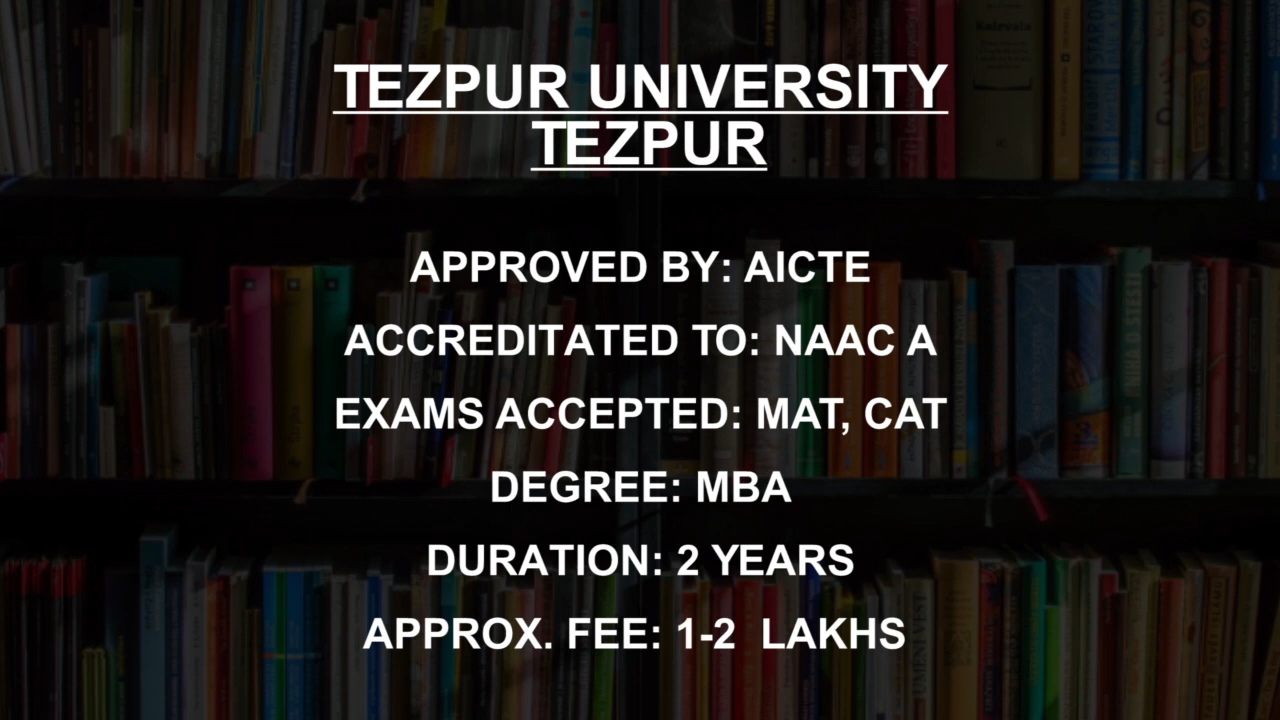 TEZPUR UNIVERSITY
TEZPUR
APPROVED BY: AICTE
ACCREDITATED TO: NAAC A
EXAMS ACCEPTED: MAT, CAT
DEGREE: MBA
DURATION: 2 YEARS
APPROX. FEE: 1-2 LAKHS